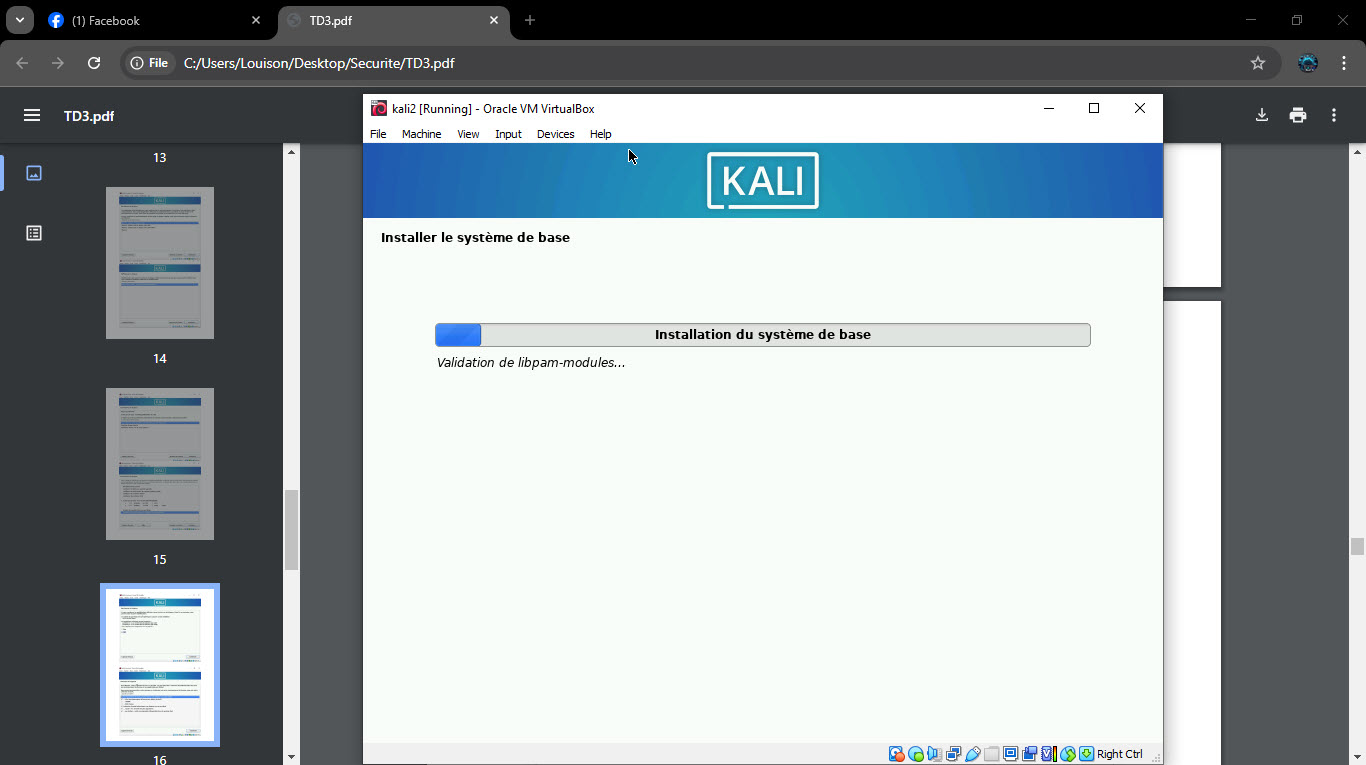 (1) Facebook
TD3.pdf
File
C:/Users/Louison/Desktop/Securite/TD3.pdf
TD3.pdf
13
14
15
16
kali2 [Running] - Oracle VM VirtualBox
File Machine View Input Devices Help
KALI
Installer le système de base
Installation du système de base
Validation de libpam-modules...
Right Ctrl